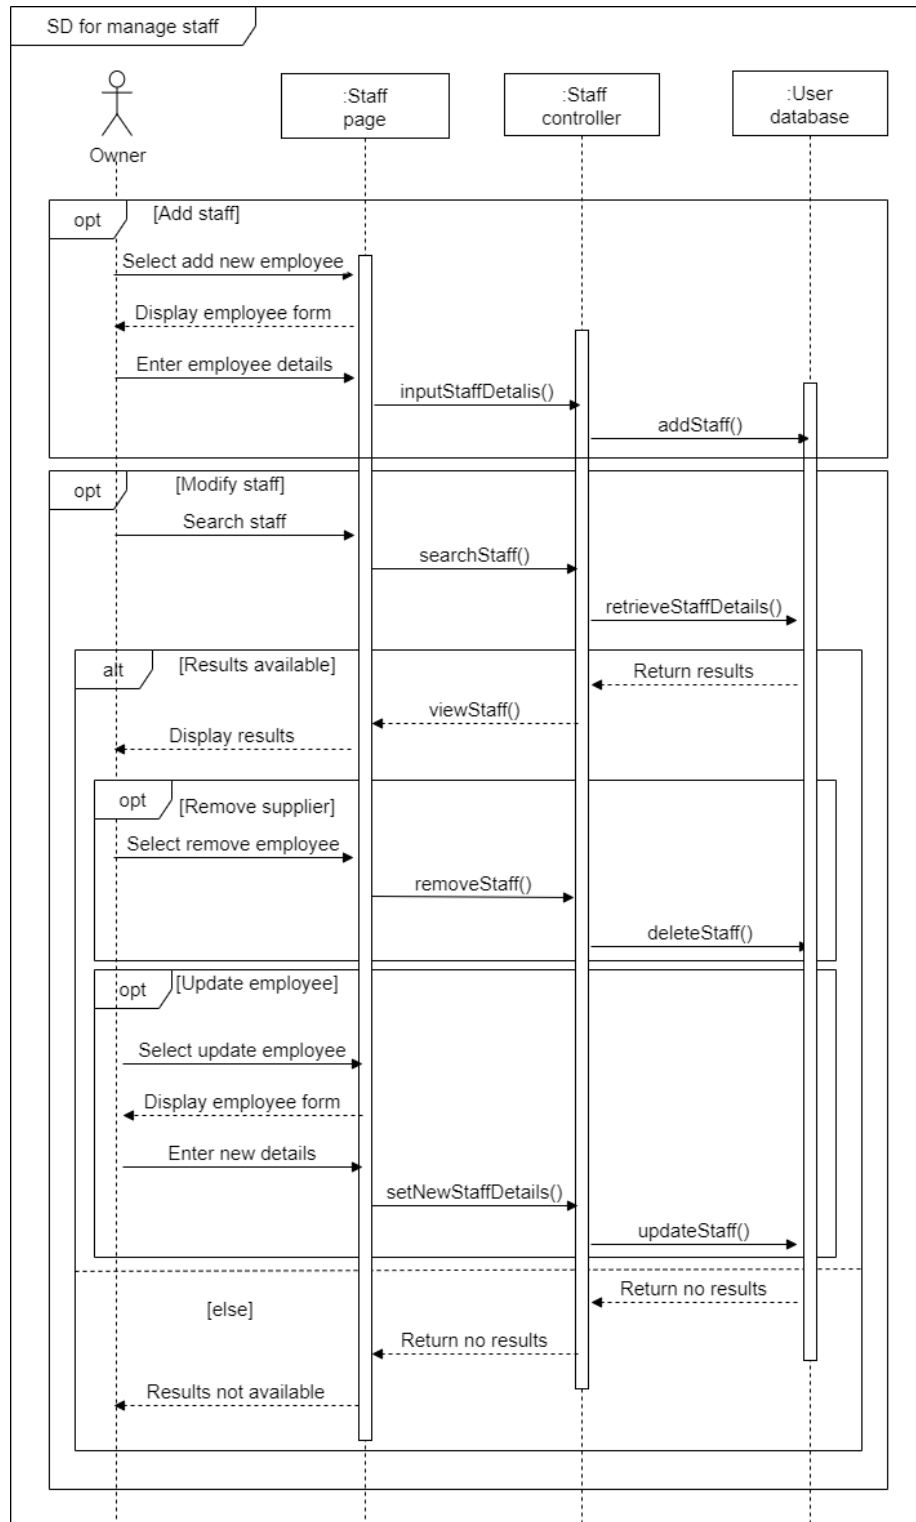 SD for manage staff
Owner
:Staff
page
:Staff
controller
:User
database
opt
[Add staff]
Select add new employee
Display employee form
Enter employee details
inputStaffDetalis()
addStaff()
opt
[Modify staff]
Search staff
searchStaff()
retrieveStaffDetails()
alt
[Results available]
Return results
viewStaff()
Display results
opt
[Remove supplier]
Select remove employee
removeStaff()
deleteStaff()
opt
[Update employee]
Select update employee
Display employee form
Enter new details
setNewStaffDetails()
updateStaff()
Return no results
[else]
Return no results
Results not available